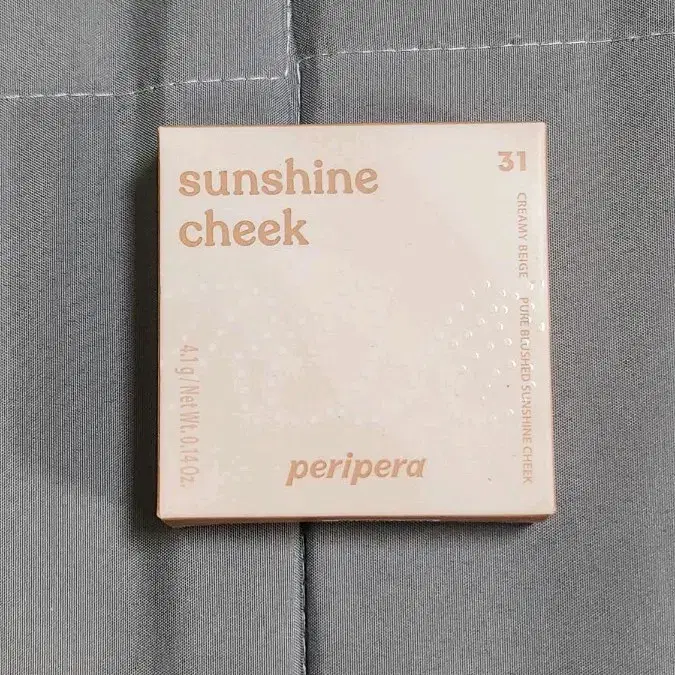 sunshine
cheek
31
CREAMY BEIGE
PURE BLUSHED SUNSHINE CHEEK
4.1 g/Net Wt. 0.14 Oz.
peripera